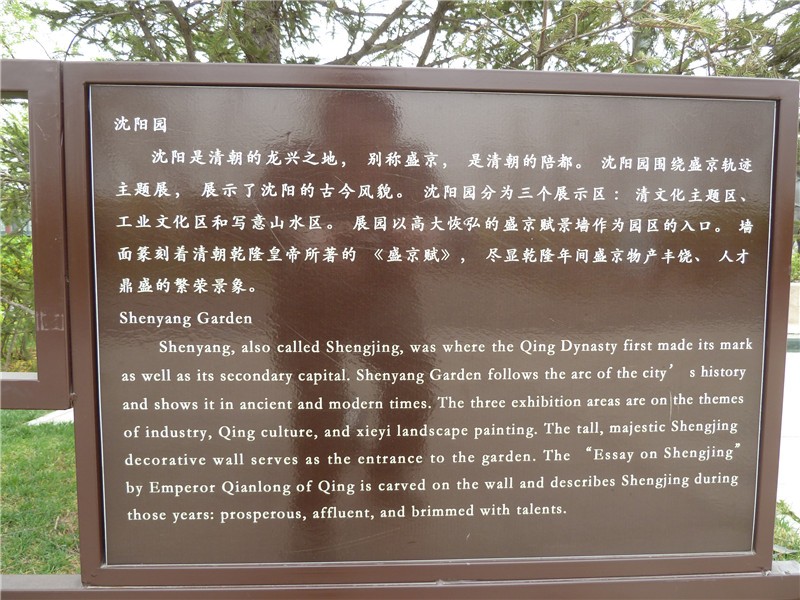 沈阳园
沈阳是清朝的龙兴之地， 别称盛京， 是清朝的陪都。 沈阳园围绕盛京轨迹
主题展， 展示了沈阳的古今风貌。 沈阳园分为三个展示区： 清文化主题区、
工业文化区和写意山水区。 展园以高大恢弘的盛京赋景墙作为园区的入口。 墙
面篆刻着清朝乾隆皇帝所著的 《盛京赋》， 尽显乾隆年间盛京物产丰饶、 人才
鼎盛的繁荣景象。
Shenyang Garden
Shenyang, also called Shengjing, was where the Qing Dynasty first made its mark
as well as its secondary capital. Shenyang Garden follows the arc of the city’ s history
and shows it in ancient and modern times. The three exhibition areas are on the themes
of industry, Qing culture, and xieyi landscape painting. The tall, majestic Shengjing
decorative wall serves as the entrance to the garden. The “Essay on Shengjing”
by Emperor Qianlong of Qing is carved on the wall and describes Shengjing during
those years: prosperous, affluent, and brimmed with talents.